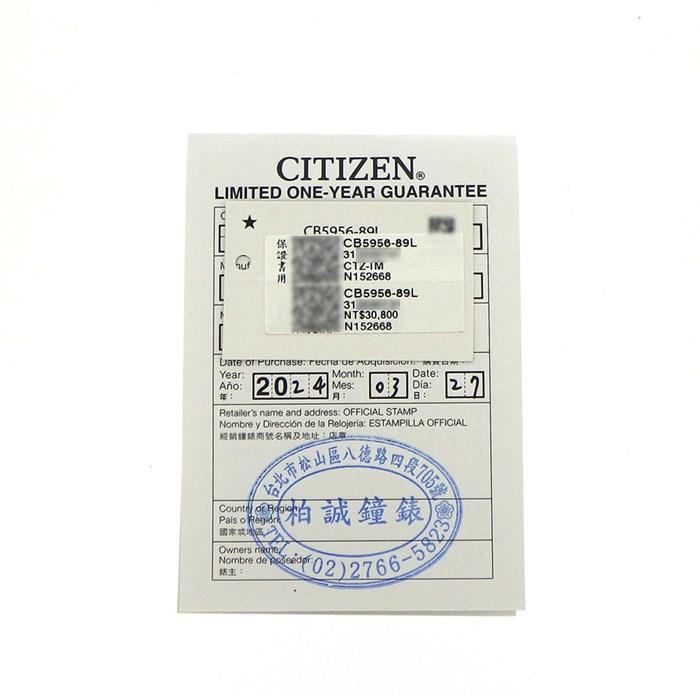 CITIZEN®
LIMITED ONE-YEAR GUARANTEE
★
CB5956-89L
保證書用
CB5956-89L
31
CTZ-TM
N152668
CB5956-89L
31
NT$30,800
N152668
Date of Purchase: Fecha de Adquisición: 購買日期:
Year: Año: 年: 2024 Month: Mes: 月: 03 Date: Día: 日: 27
Retailer's name and address: OFFICIAL STAMP
Nombre y Dirección de la Relojería: ESTAMPILLA OFFICIAL
經銷鐘錶商號名稱及地址:店章
台北市松山區八德路四段705號
柏誠鐘錶
TEL:(02)2766-5823
Country or Region:
País o Región:
國家或地區:
Owners name:
Nombre de poseedor:
錶主: